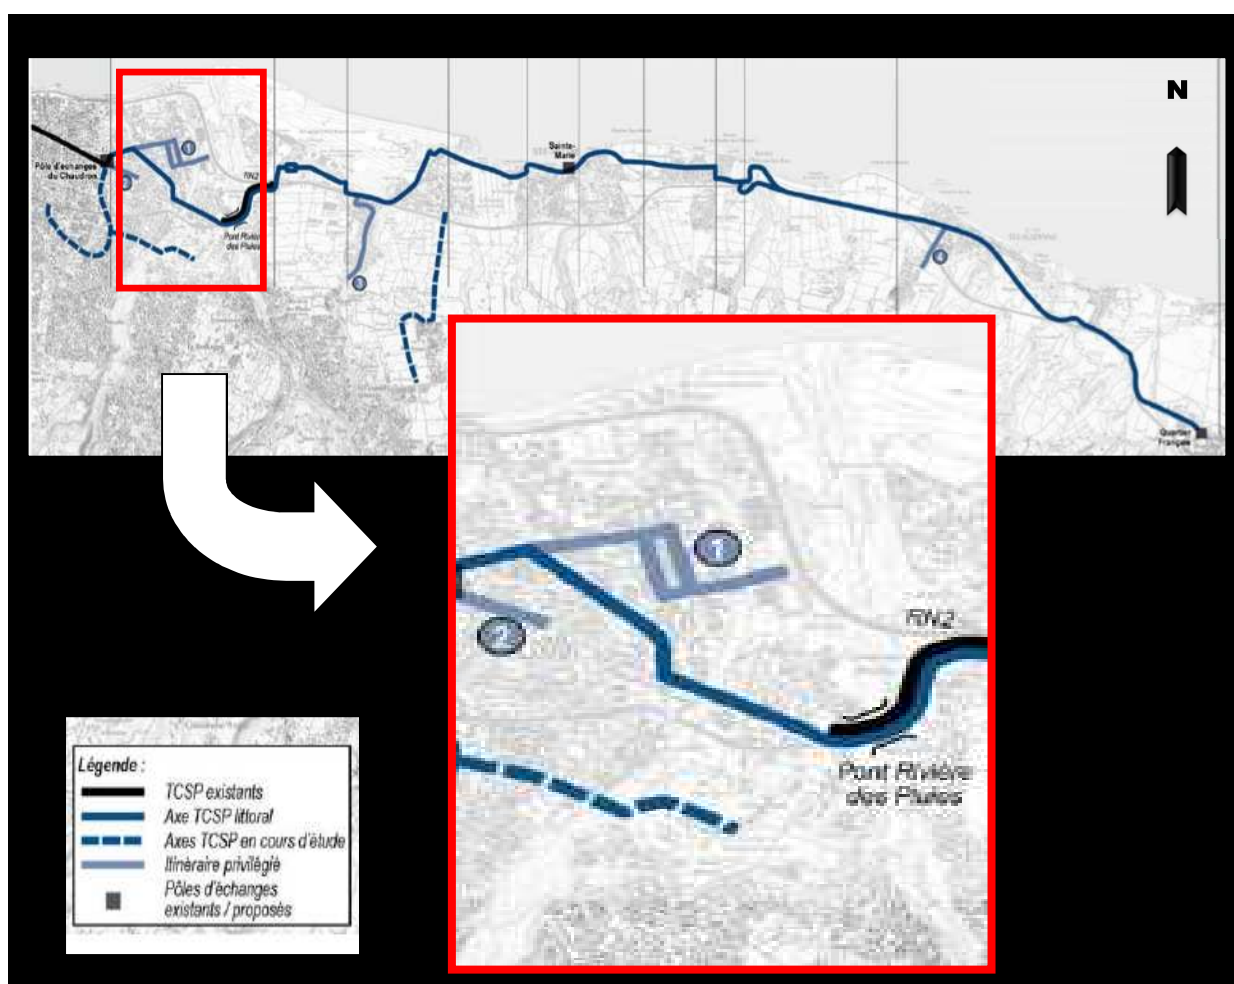 N
Sainte-
Marie
Pôle d'échanges
du Chaudron
1
2
RN2
Pont Rivière
des Pluies
3
4
Quartier
Français
1
2
RN2
Pont Rivière
des Pluies
Légende :
TCSP existants
Axe TCSP littoral
Axes TCSP en cours d'étude
Itinéraire privilégié
Pôles d'échanges
existants / proposés